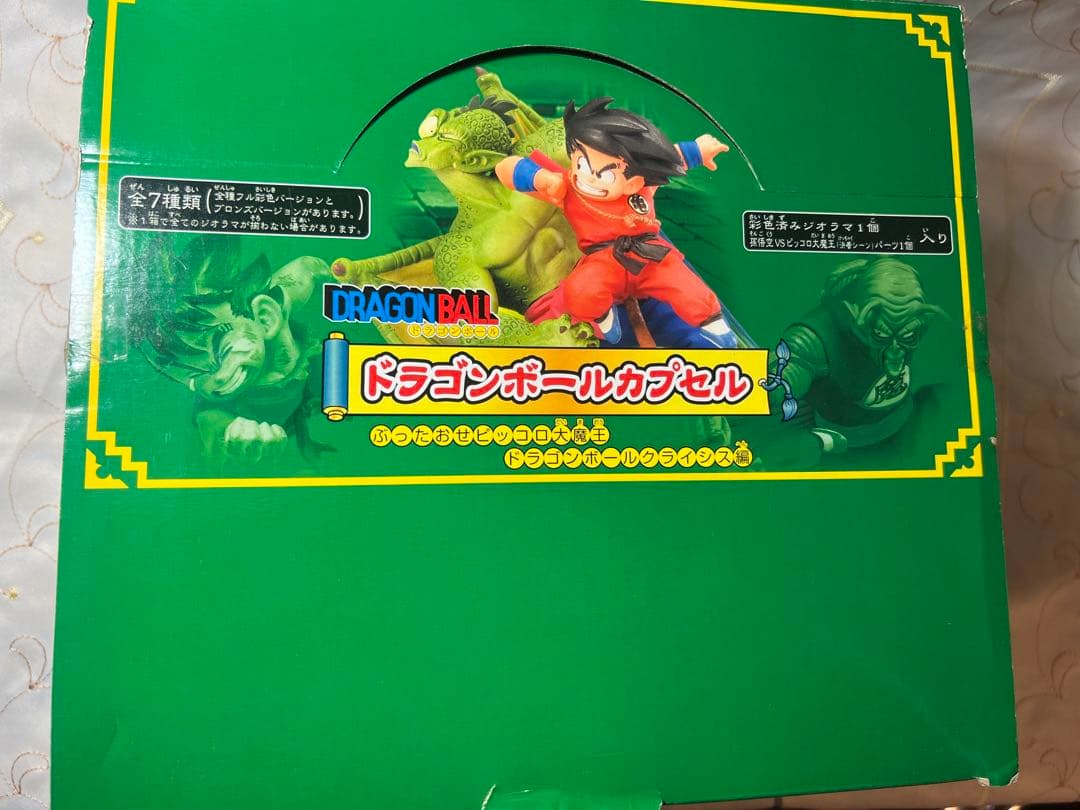 全7種類(全種フル彩色バージョンと
ブロンズバージョンがあります。)
※1箱で全てのジオラマが揃わない場合があります。
彩色済みジオラマ1個
孫悟空VSピッコロ大魔王(決着シーン)パーツ1個 入り
DRAGON BALL
ドラゴンボール
ドラゴンボールカプセル
ぶったおせピッコロ大魔王
ドラゴンボールクライシス編